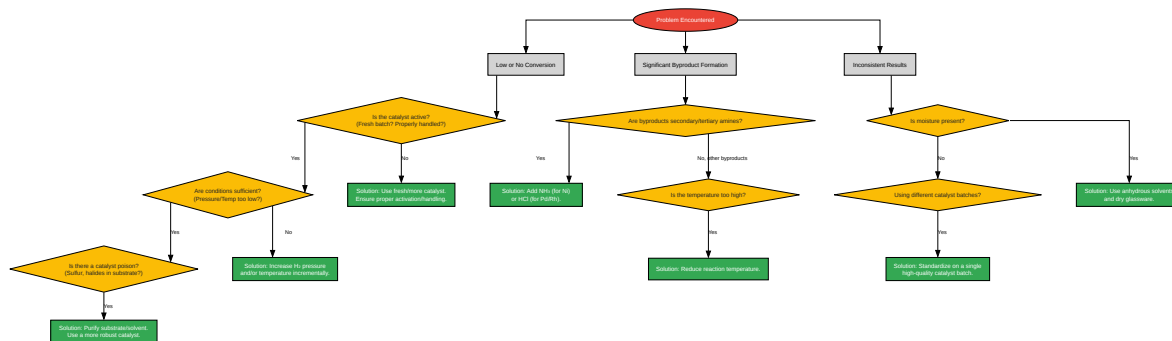 Problem Encountered
Low or No Conversion
Significant Byproduct Formation
Inconsistent Results
Is the catalyst active?
(Fresh batch? Properly handled?)
Are byproducts secondary/tertiary amines?
Is moisture present?
Yes
No
Yes
No, other byproducts
No
Yes
Are conditions sufficient?
(Pressure/Temp too low?)
Solution: Use fresh/more catalyst.
Ensure proper activation/handling.
Solution: Add NH₃ (for Ni)
or HCl (for Pd/Rh).
Is the temperature too high?
Using different catalyst batches?
Solution: Use anhydrous solvents
and dry glassware.
Yes
No
Yes
Yes
Is there a catalyst poison?
(Sulfur, halides in substrate?)
Solution: Increase H₂ pressure
and/or temperature incrementally.
Solution: Reduce reaction temperature.
Solution: Standardize on a single
high-quality catalyst batch.
Yes
Solution: Purify substrate/solvent.
Use a more robust catalyst.